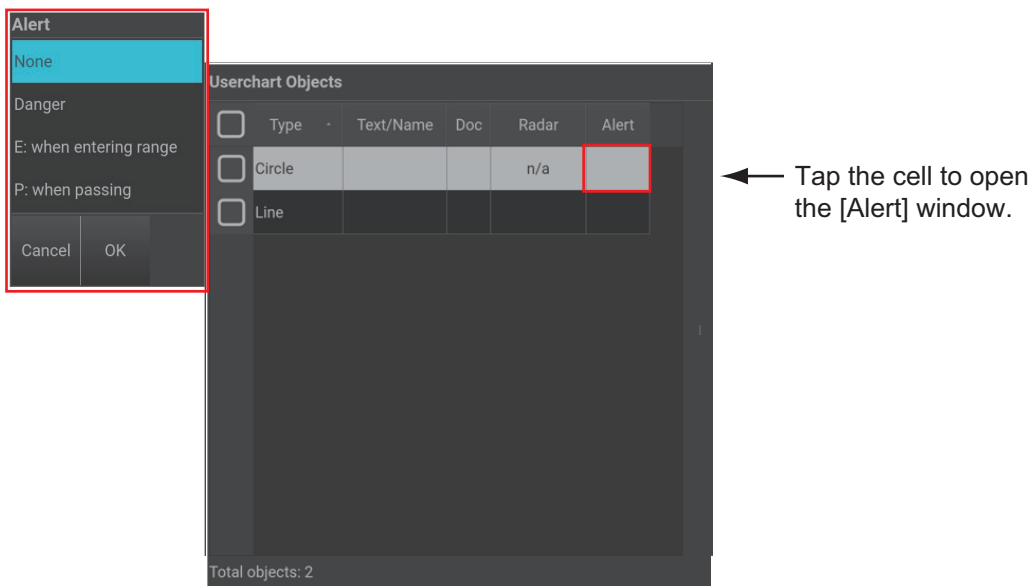 Alert
None
Danger
E: when entering range
P: when passing
Cancel OK
Userchart Objects
Type Text/Name Doc Radar Alert
Circle n/a
Line
Total objects: 2
Tap the cell to open
the [Alert] window.